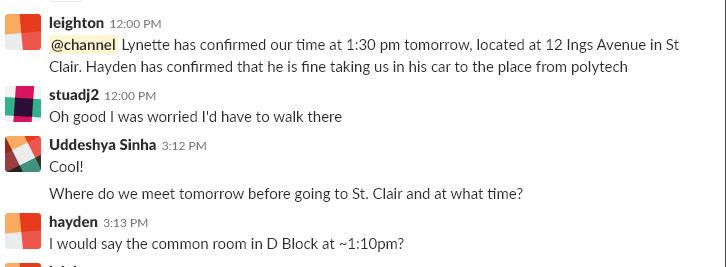 leighton 12:00 PM
@channel Lynette has confirmed our time at 1:30 pm tomorrow, located at 12 Ings Avenue in St
Clair. Hayden has confirmed that he is fine taking us in his car to the place from polytech
stuadj2 12:00 PM
Oh good I was worried I'd have to walk there
Uddeshya Sinha 3:12 PM
Cool!
Where do we meet tomorrow before going to St. Clair and at what time?
hayden 3:13 PM
I would say the common room in D Block at ~1:10pm?